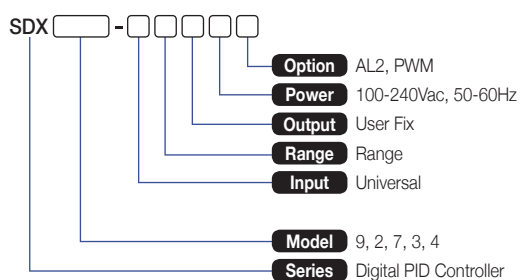 SDX -
Option AL2, PWM
Power 100-240Vac, 50-60Hz
Output User Fix
Range Range
Input Universal
Model 9, 2, 7, 3, 4
Series Digital PID Controller